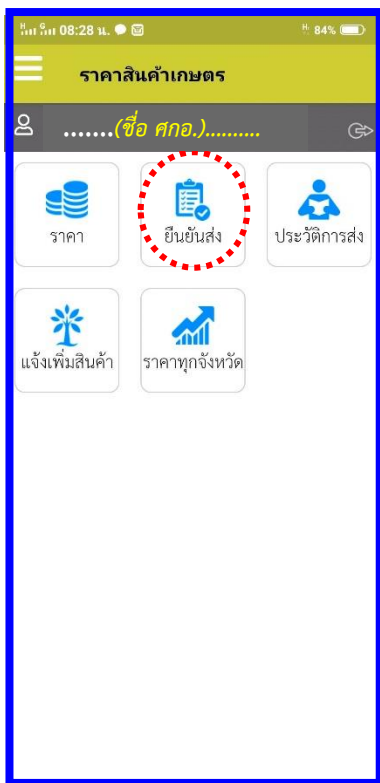 08:28 น. 84%
ราคาสินค้าเกษตร
.......(ชื่อ ศกอ.)..........
ราคา ยืนยันส่ง ประวัติการส่ง
แจ้งเพิ่มสินค้า ราคาทุกจังหวัด